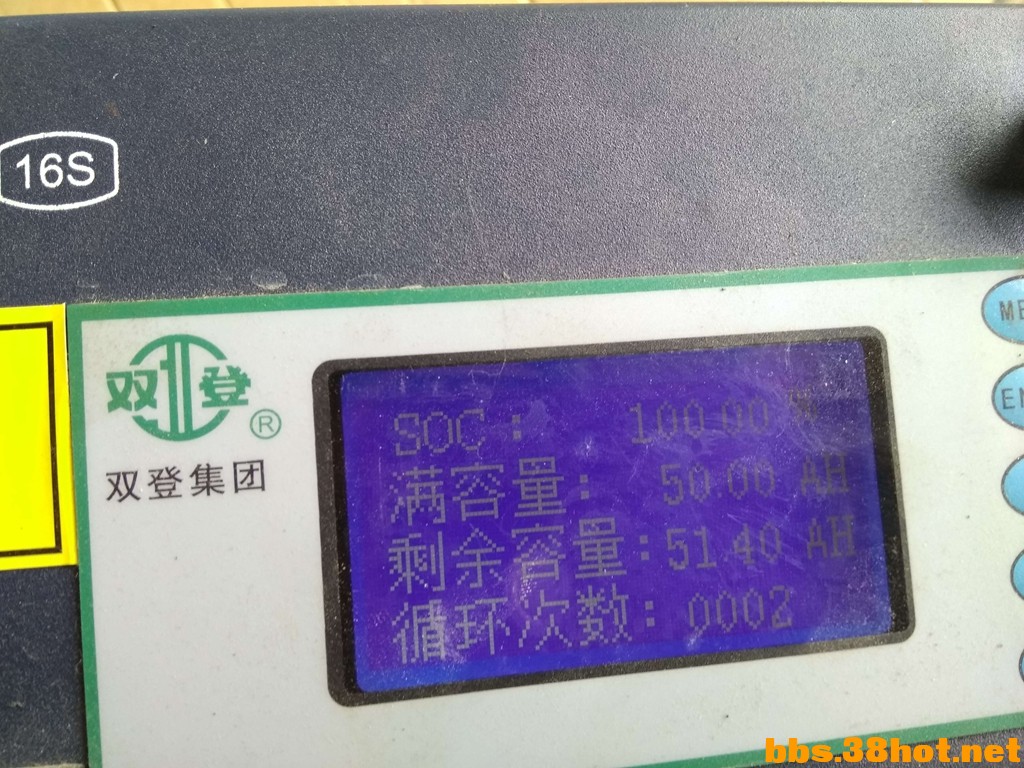 16S
双登
®
双登集团
SOC: 100.00 %
满容量: 50.00 AH
剩余容量:51.40 AH
循环次数: 0002
bbs.38hot.net